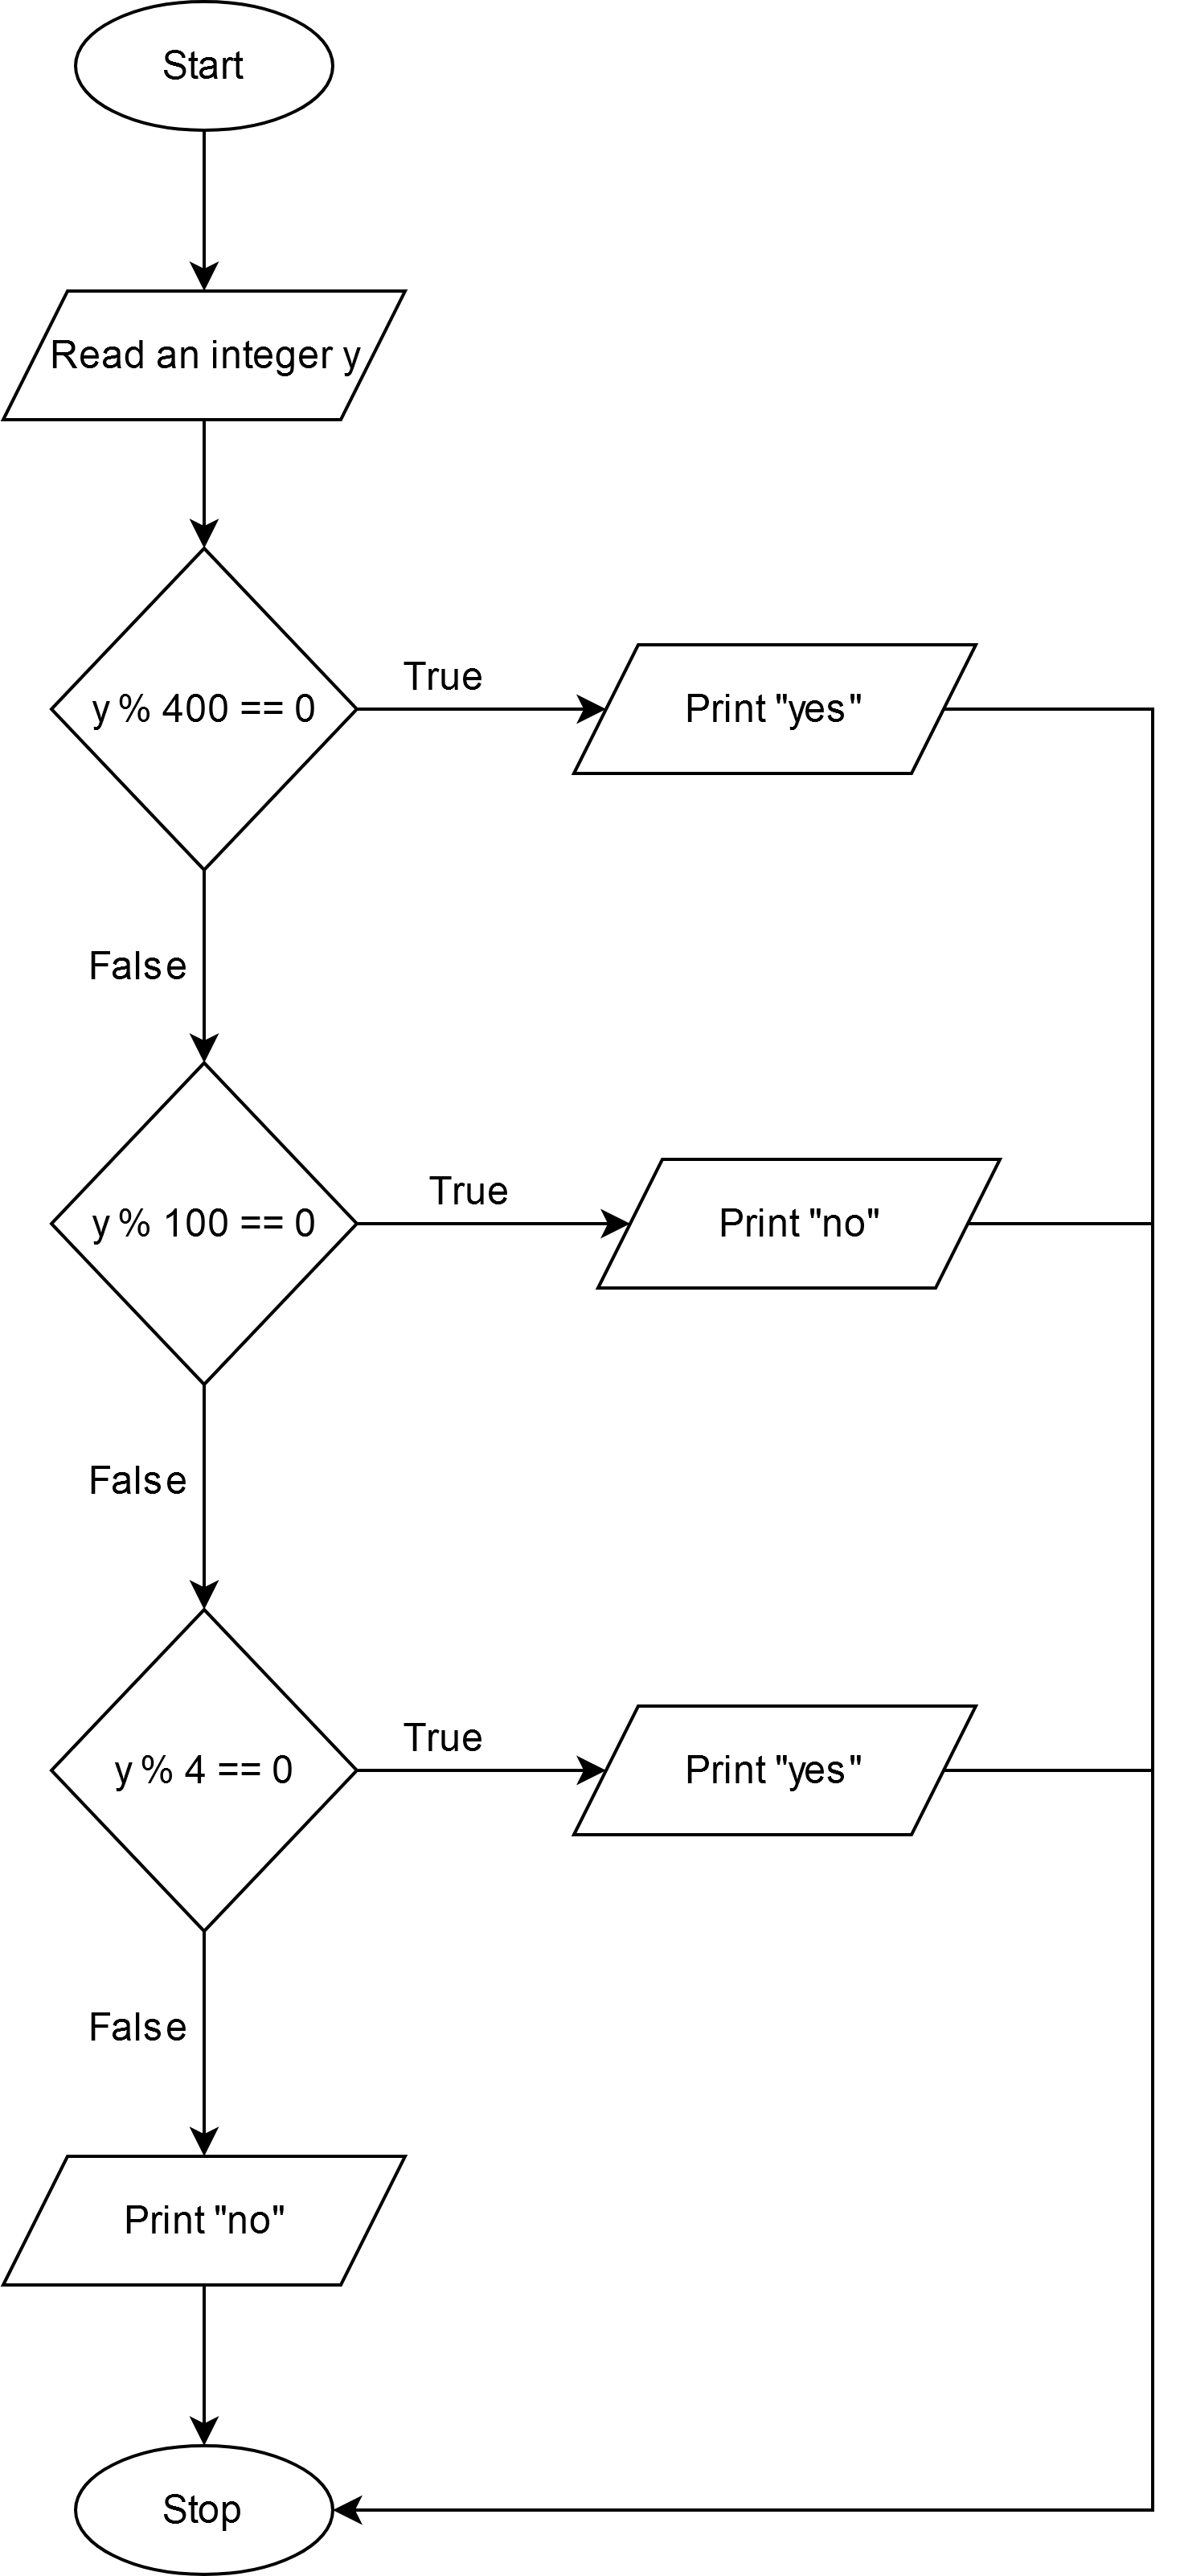 Start
Read an integer y
y % 400 == 0
True
Print "yes"
False
y % 100 == 0
True
Print "no"
False
y % 4 == 0
True
Print "yes"
False
Print "no"
Stop